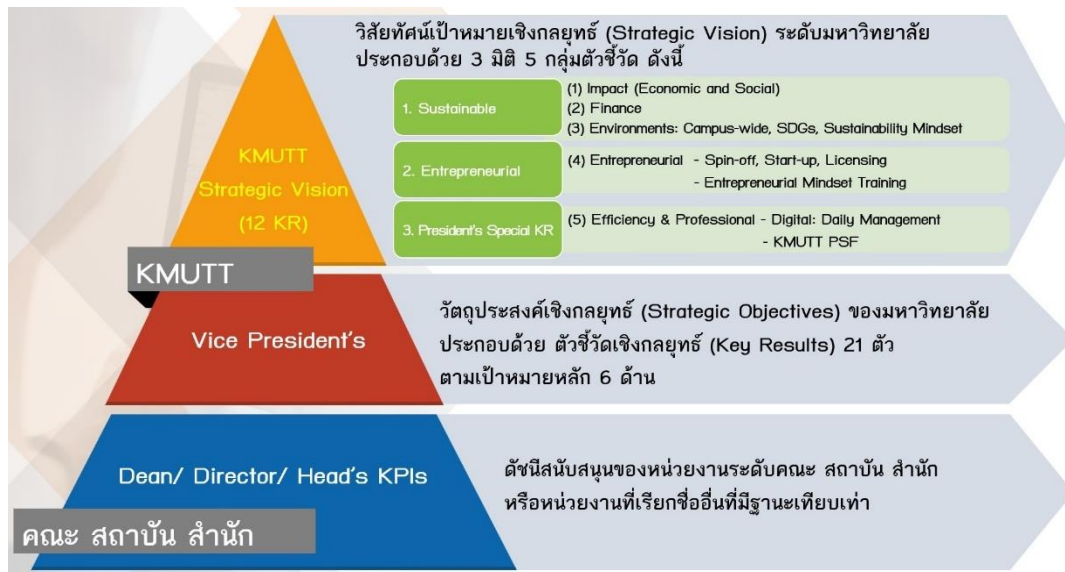 วิสัยทัศน์เป้าหมายเชิงกลยุทธ์ (Strategic Vision) ระดับมหาวิทยาลัย
ประกอบด้วย 3 มิติ 5 กลุ่มตัวชี้วัด ดังนี้
1. Sustainable
(1) Impact (Economic and Social)
(2) Finance
(3) Environments: Campus-wide, SDGs, Sustainability Mindset
2. Entrepreneurial
(4) Entrepreneurial - Spin-off, Start-up, Licensing
- Entrepreneurial Mindset Training
3. President's Special KR
(5) Efficiency & Professional - Digital: Daily Management
- KMUTT PSF
KMUTT
Strategic Vision
(12 KR)
KMUTT
Vice President's
วัตถุประสงค์เชิงกลยุทธ์ (Strategic Objectives) ของมหาวิทยาลัย
ประกอบด้วย ตัวชี้วัดเชิงกลยุทธ์ (Key Results) 21 ตัว
ตามเป้าหมายหลัก 6 ด้าน
Dean/ Director/ Head's KPIs
ดัชนีสนับสนุนของหน่วยงานระดับคณะ สถาบัน สำนัก
หรือหน่วยงานที่เรียกชื่ออื่นที่มีฐานะเทียบเท่า
คณะ สถาบัน สำนัก